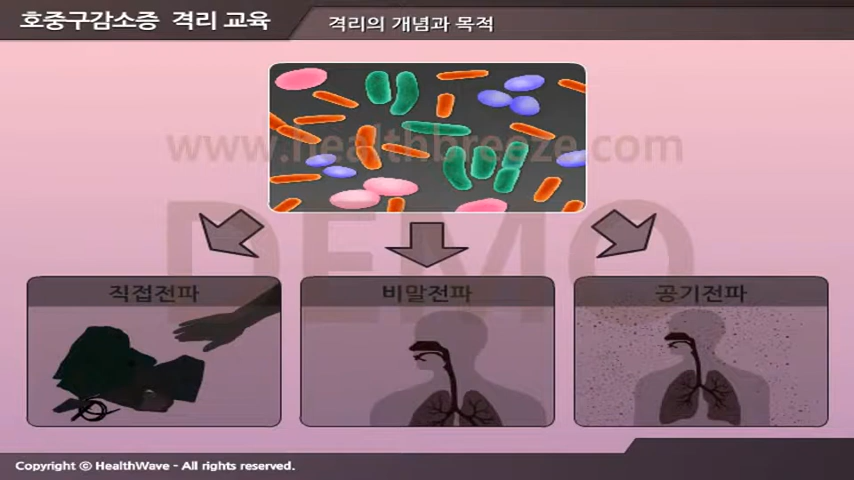 호중구감소증 격리 교육
격리의 개념과 목적
www.healthbreeze.com
DEMO
직접전파
비말전파
공기전파
Copyright ⓒ HealthWave - All rights reserved.